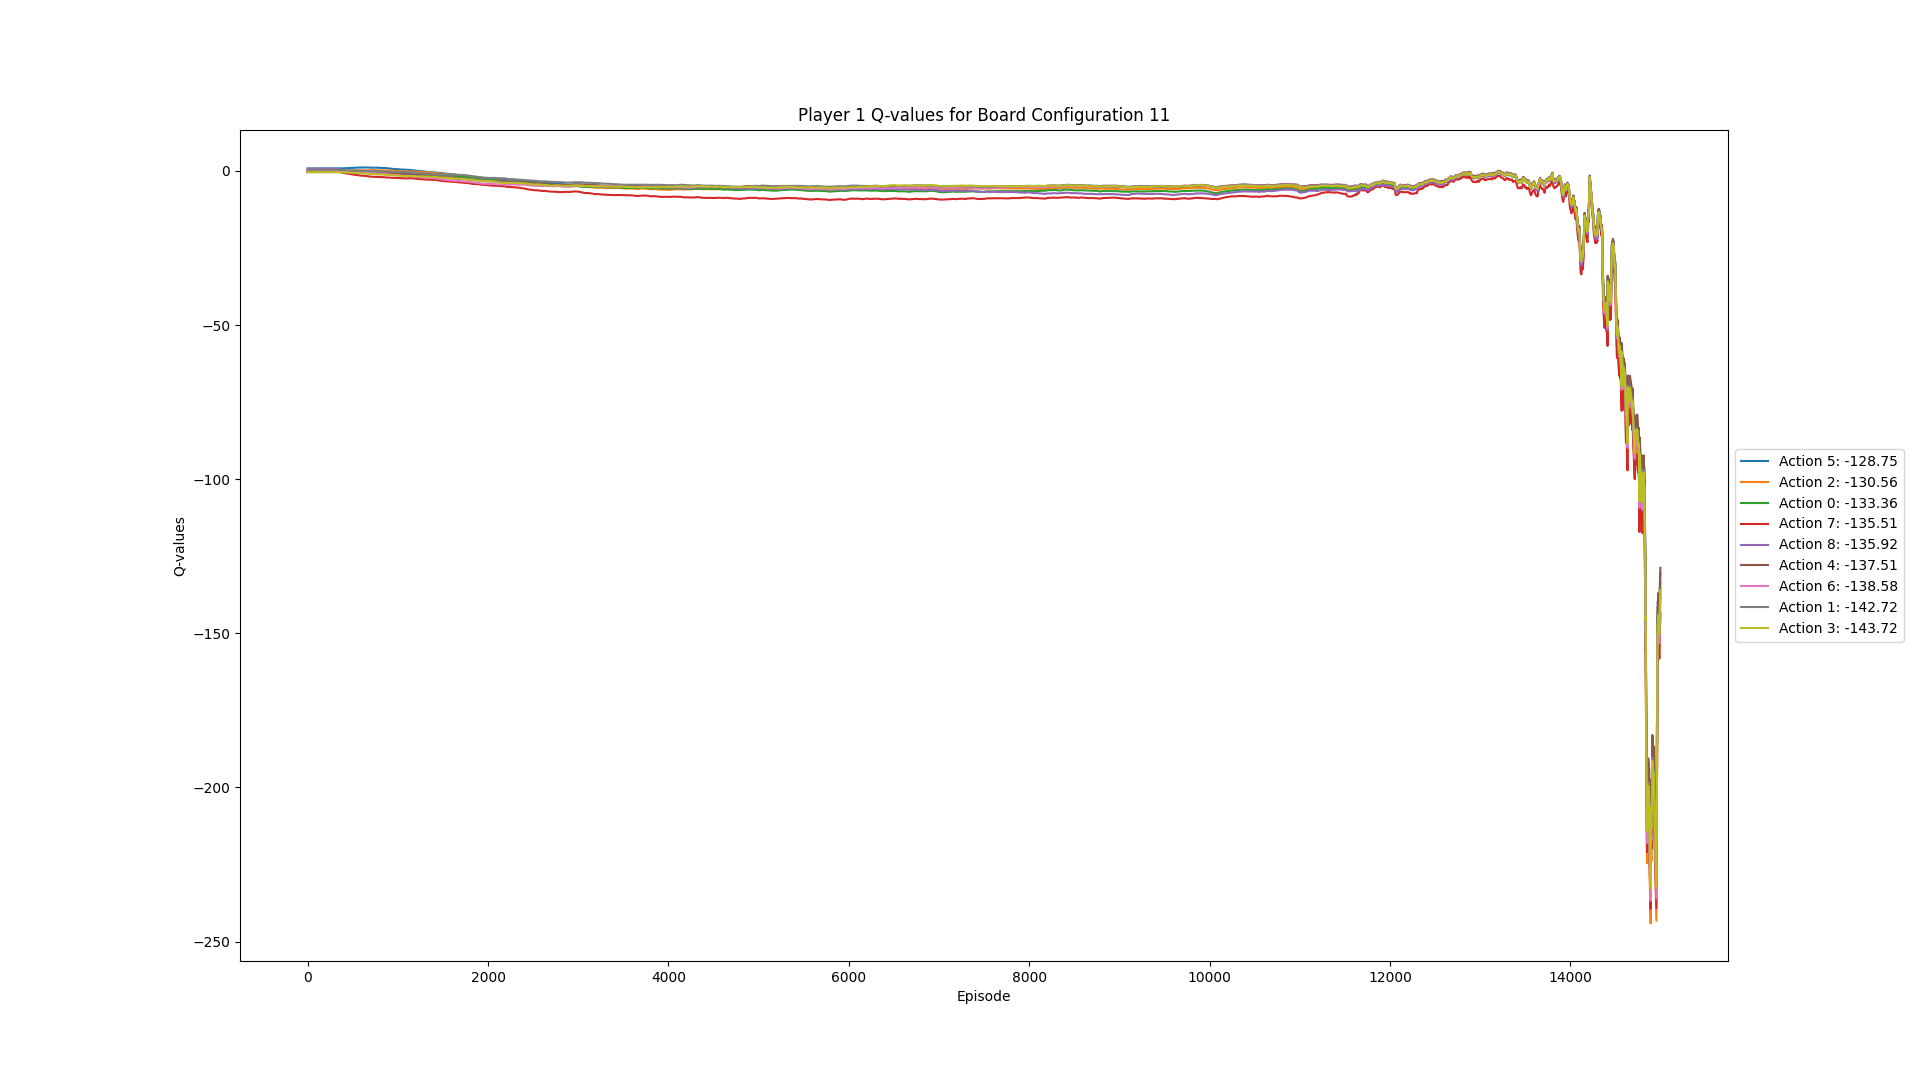 Player 1 Q-values for Board Configuration 11
0
−50
−100
−150
−200
−250
Q-values
0
2000
4000
6000
8000
10000
12000
14000
Episode
Action 5: -128.75
Action 2: -130.56
Action 0: -133.36
Action 7: -135.51
Action 8: -135.92
Action 4: -137.51
Action 6: -138.58
Action 1: -142.72
Action 3: -143.72